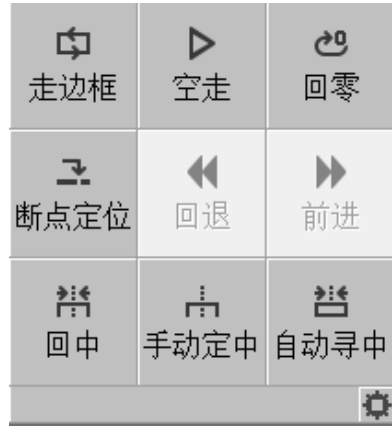 走边框 空走 回零
断点定位 回退 前进
回中 手动定中 自动寻中